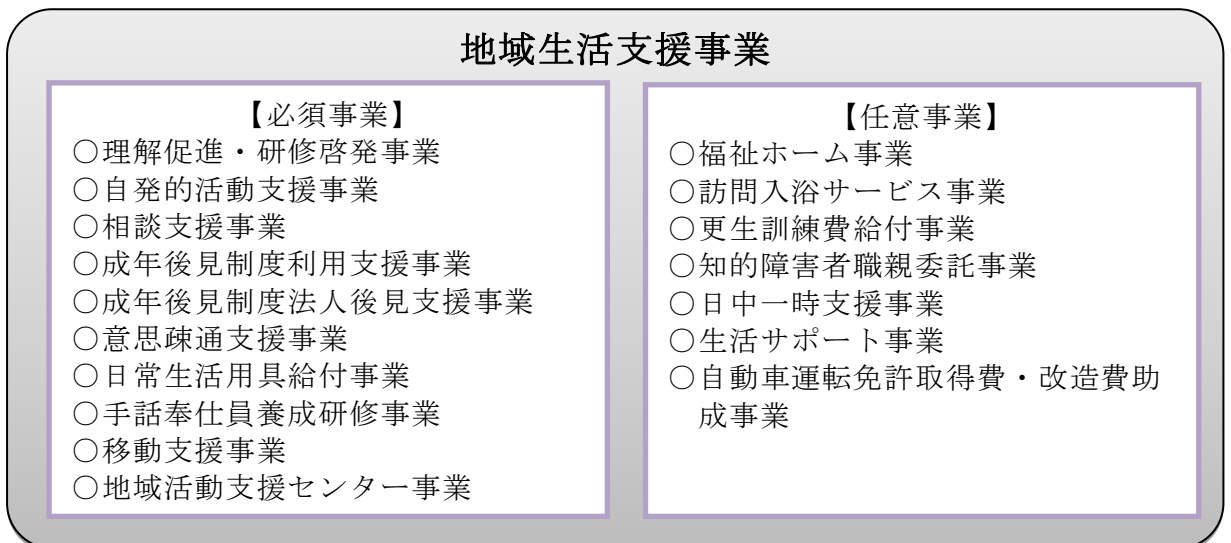 地域生活支援事業
【必須事業】
○理解促進・研修啓発事業
○自発的活動支援事業
○相談支援事業
○成年後見制度利用支援事業
○成年後見制度法人後見支援事業
○意思疎通支援事業
○日常生活用具給付事業
○手話奉仕員養成研修事業
○移動支援事業
○地域活動支援センター事業
【任意事業】
○福祉ホーム事業
○訪問入浴サービス事業
○更生訓練費給付事業
○知的障害者職親委託事業
○日中一時支援事業
○生活サポート事業
○自動車運転免許取得費・改造費助
成事業